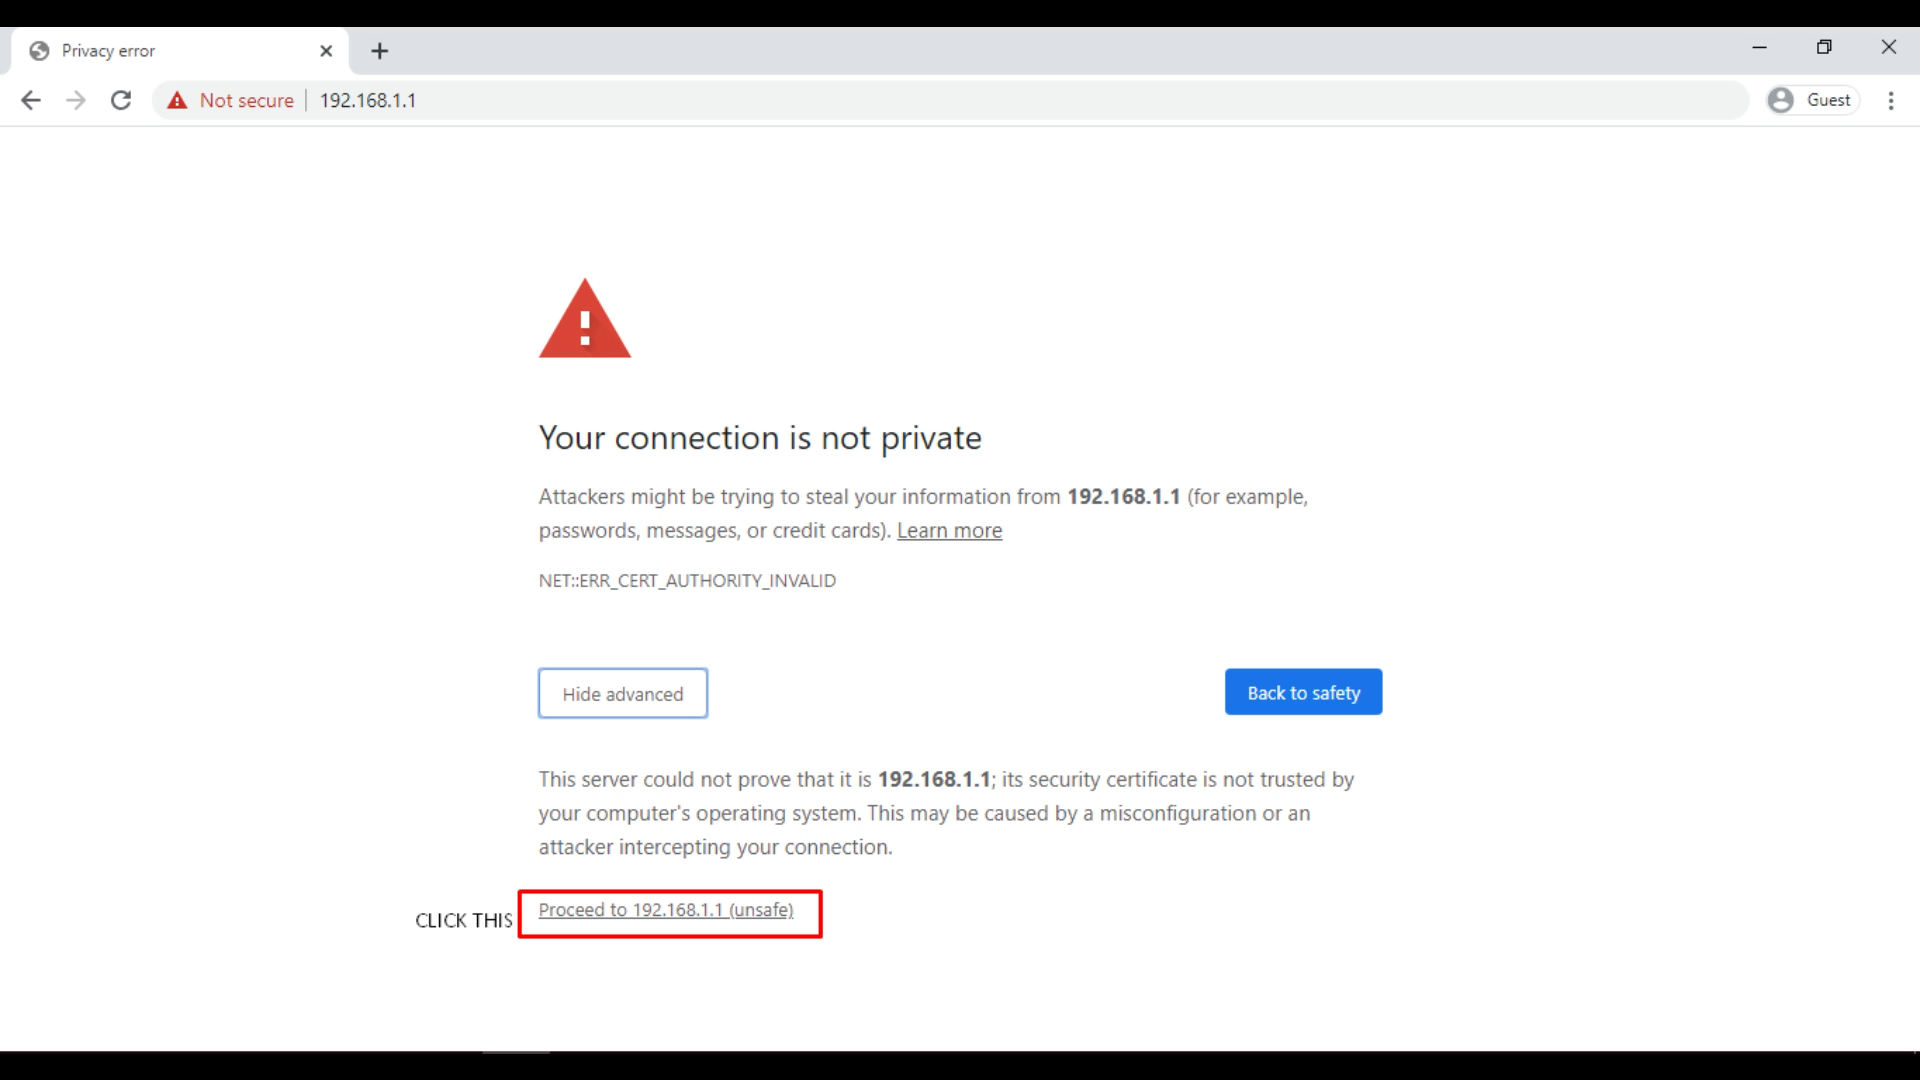 Privacy error
Not secure
192.168.1.1
Guest
Your connection is not private
Attackers might be trying to steal your information from 192.168.1.1 (for example,
passwords, messages, or credit cards). Learn more
NET::ERR_CERT_AUTHORITY_INVALID
Hide advanced
Back to safety
This server could not prove that it is 192.168.1.1; its security certificate is not trusted by
your computer's operating system. This may be caused by a misconfiguration or an
attacker intercepting your connection.
CLICK THIS
Proceed to 192.168.1.1 (unsafe)